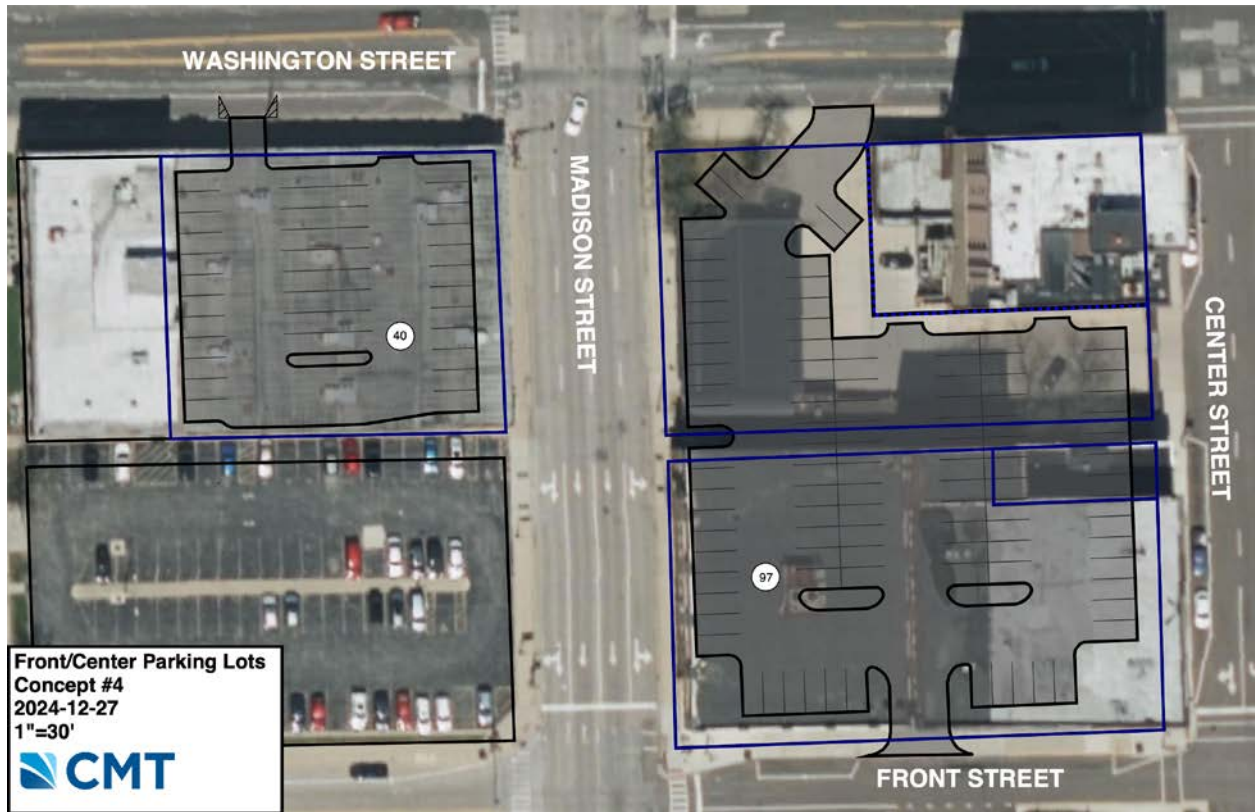 WASHINGTON STREET
MADISON STREET
CENTER STREET
40
97
FRONT STREET
Front/Center Parking Lots
Concept #4
2024-12-27
1"=30'
CMT